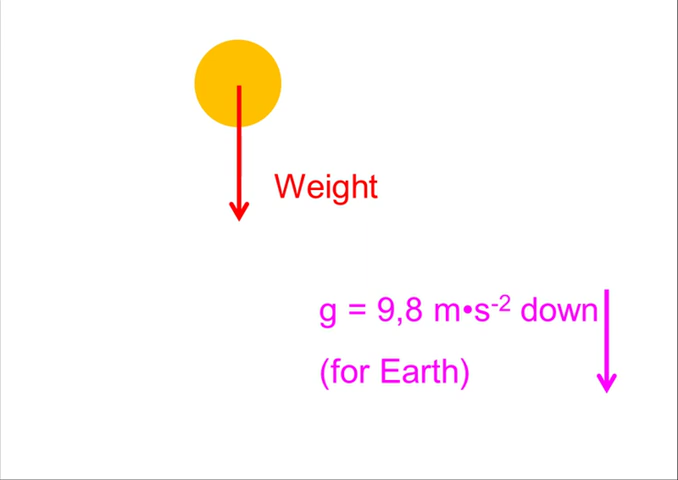 Weight
g = 9,8 m•s⁻² down
(for Earth)